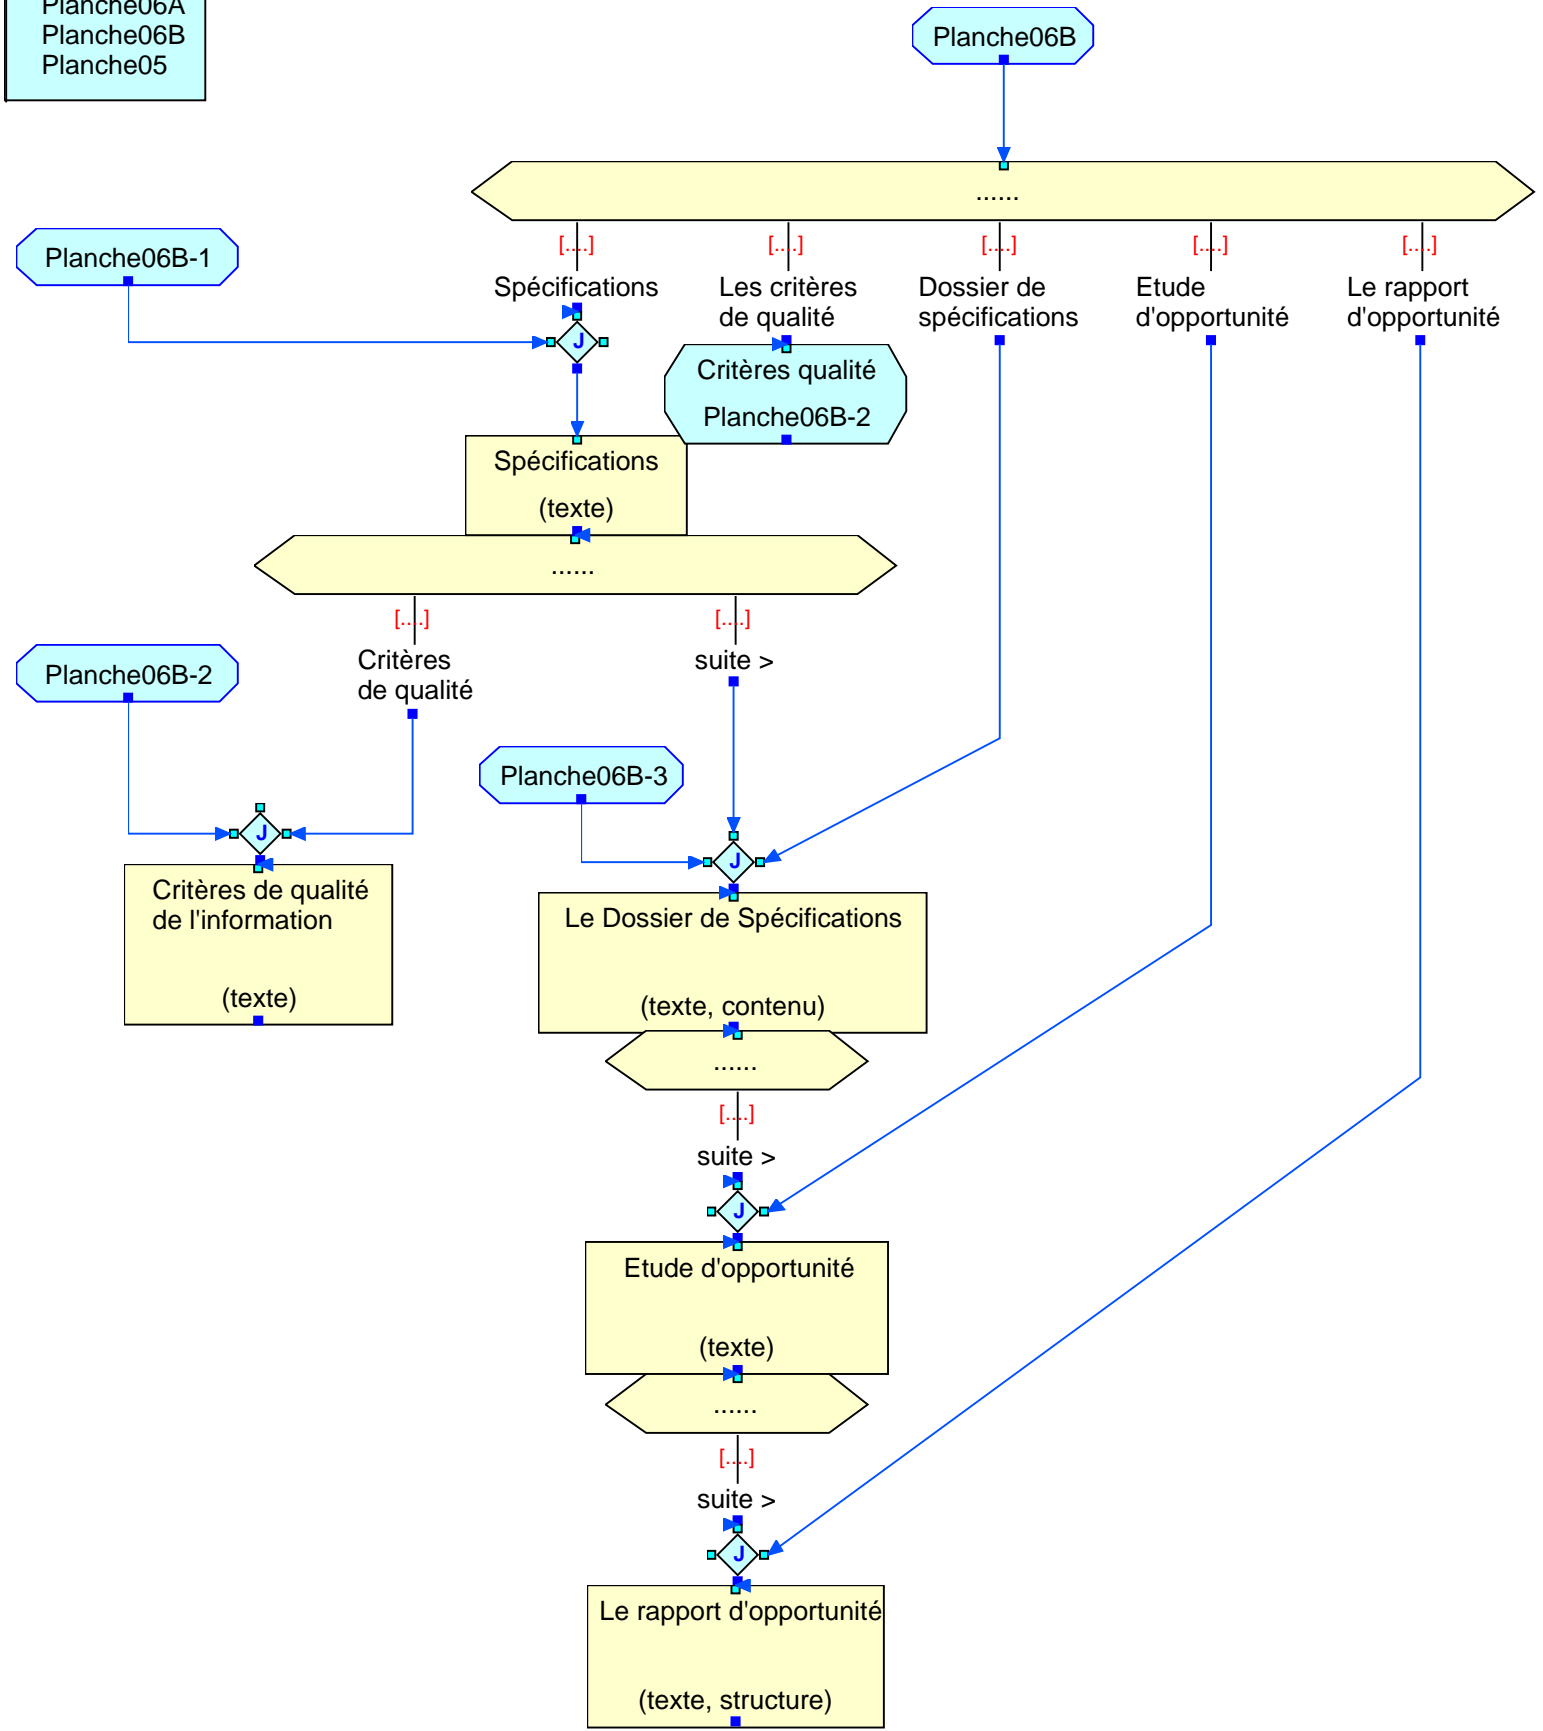 Planche06A
Planche06B
Planche05
Planche06B
......
[....]
[....]
[....]
[....]
[....]
Planche06B-1
Spécifications
Les critères
de qualité
Dossier de
spécifications
Etude
d'opportunité
Le rapport
d'opportunité
J
Critères qualité
Planche06B-2
Spécifications
(texte)
......
[....]
[....]
Planche06B-2
Critères
de qualité
suite >
Planche06B-3
J
J
Critères de qualité
de l'information
(texte)
Le Dossier de Spécifications
(texte, contenu)
......
[....]
suite >
J
Etude d'opportunité
(texte)
......
[....]
suite >
J
Le rapport d'opportunité
(texte, structure)